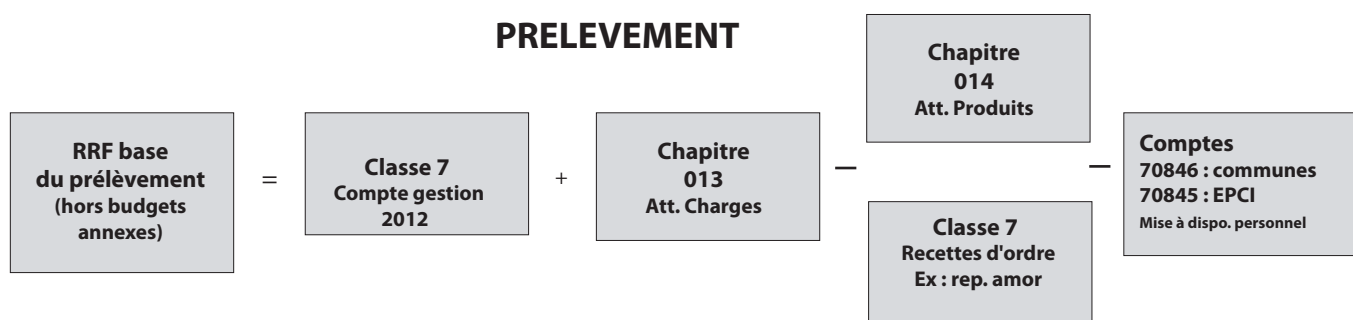 PRELEVEMENT
RRF base
du prélèvement
(hors budgets
annexes)
=
Classe 7
Compte gestion
2012
+
Chapitre
013
Att. Charges
–
Chapitre
014
Att. Produits
Classe 7
Recettes d'ordre
Ex : rep. amor
–
Comptes
70846 : communes
70845 : EPCI
Mise à dispo. personnel